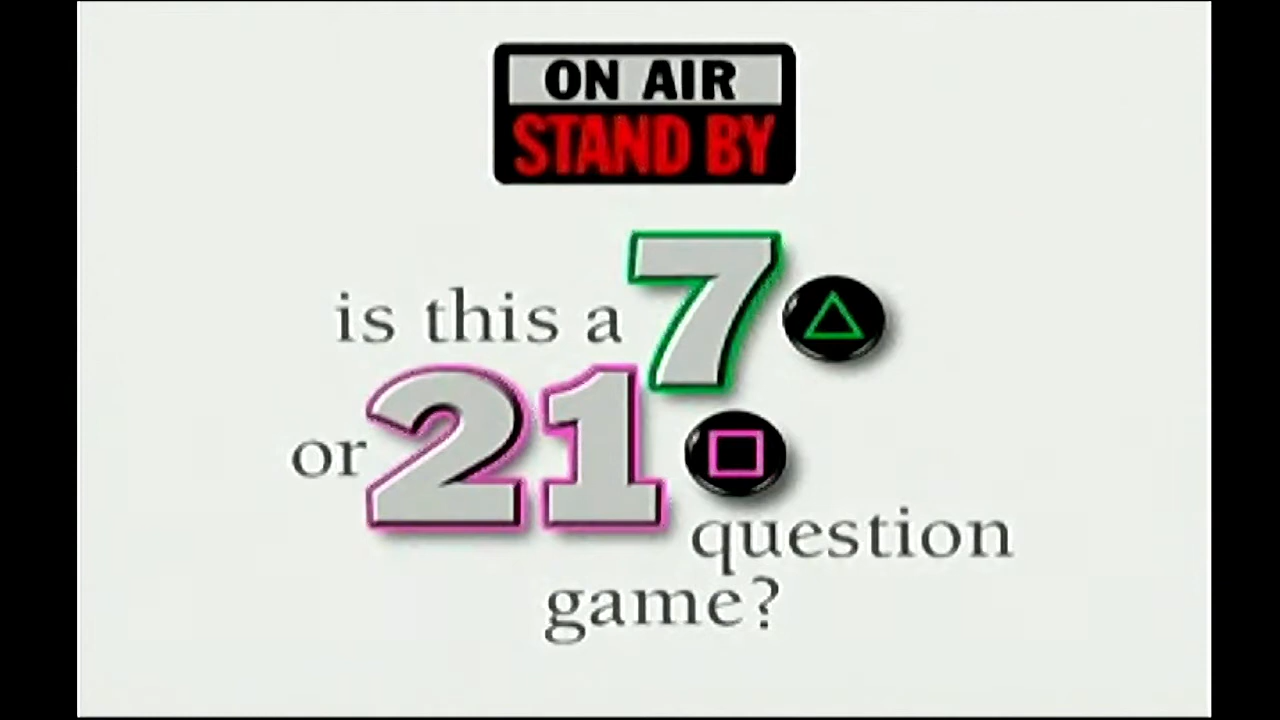 ON AIR
STAND BY
is this a 7
or 21
question
game?